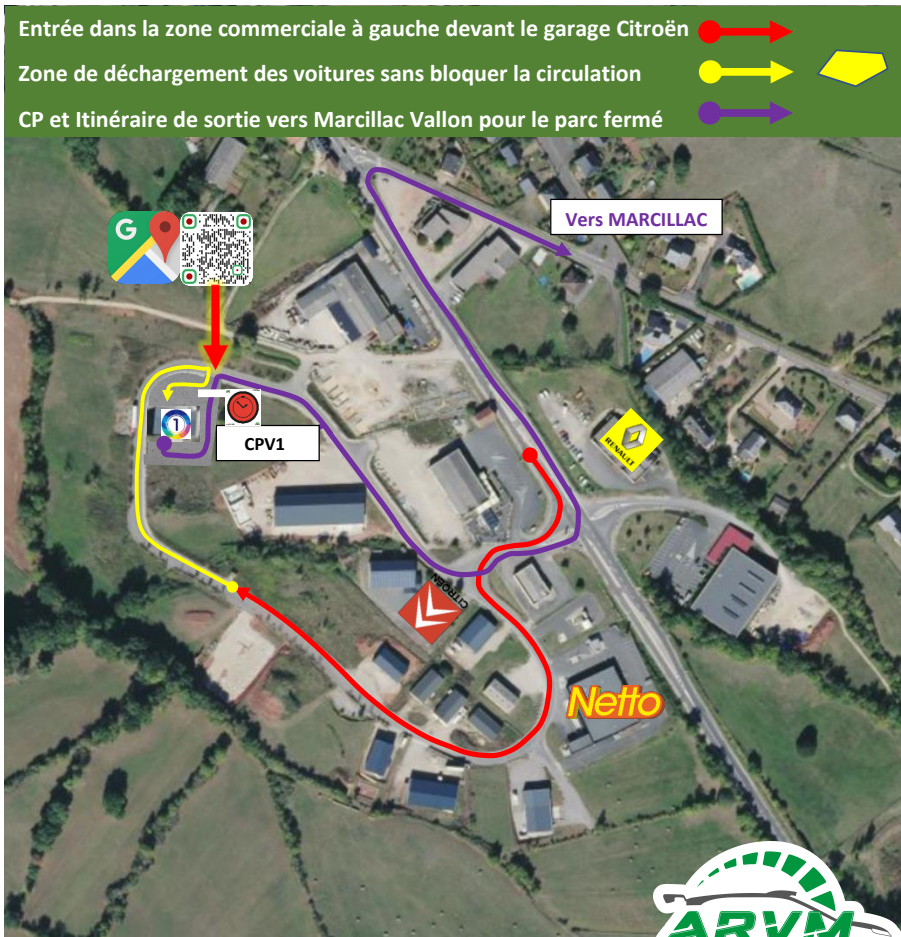 Entrée dans la zone commerciale à gauche devant le garage Citroën
Zone de déchargement des voitures sans bloquer la circulation
CP et Itinéraire de sortie vers Marcillac Vallon pour le parc fermé
Vers MARCILLAC
G
1
CPV1
RENAULT
CITROËN
Netto
ARVM